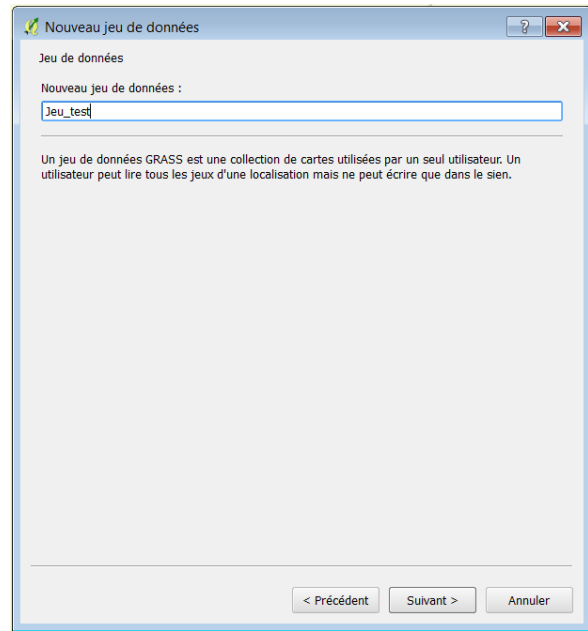 Nouveau jeu de données
Jeu de données
Nouveau jeu de données :
Jeu_test
Un jeu de données GRASS est une collection de cartes utilisées par un seul utilisateur. Un
utilisateur peut lire tous les jeux d'une localisation mais ne peut écrire que dans le sien.
< Précédent
Suivant >
Annuler